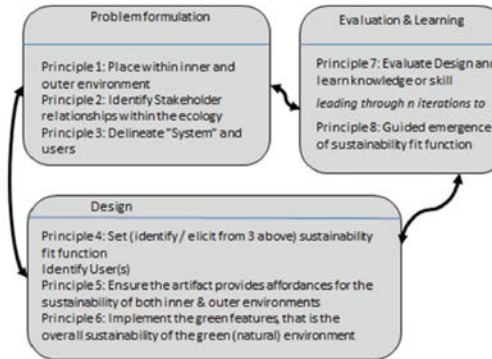 Problem formulation
Principle 1: Place within inner and
outer environment
Principle 2: Identify Stakeholder
relationships within the ecology
Principle 3: Delineate “System” and
users
Evaluation & Learning
Principle 7: Evaluate Design and
learn knowledge or skill
leading through n iterations to
Principle 8: Guided emergence
of sustainability fit function
Design
Principle 4: Set (identify / elicit from 3 above) sustainability
fit function
Identify User(s)
Principle 5: Ensure the artifact provides affordances for the
sustainability of both inner & outer environments
Principle 6: Implement the green features, that is the
overall sustainability of the green (natural) environment